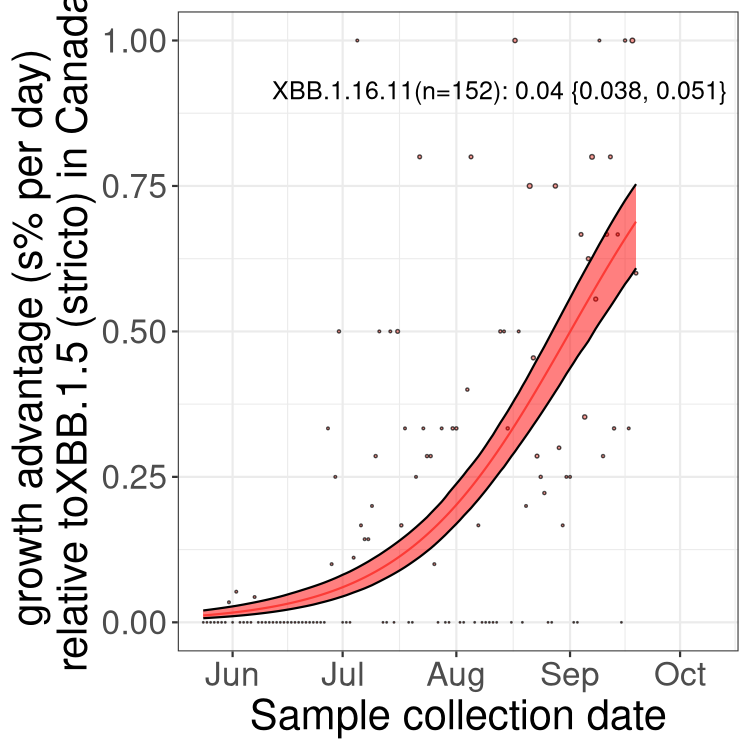 growth advantage (s% per day)
relative toXBB.1.5 (stricto) in Canada
1.00
0.75
0.50
0.25
0.00
XBB.1.16.11(n=152): 0.04 {0.038, 0.051}
Jun Jul Aug Sep Oct
Sample collection date